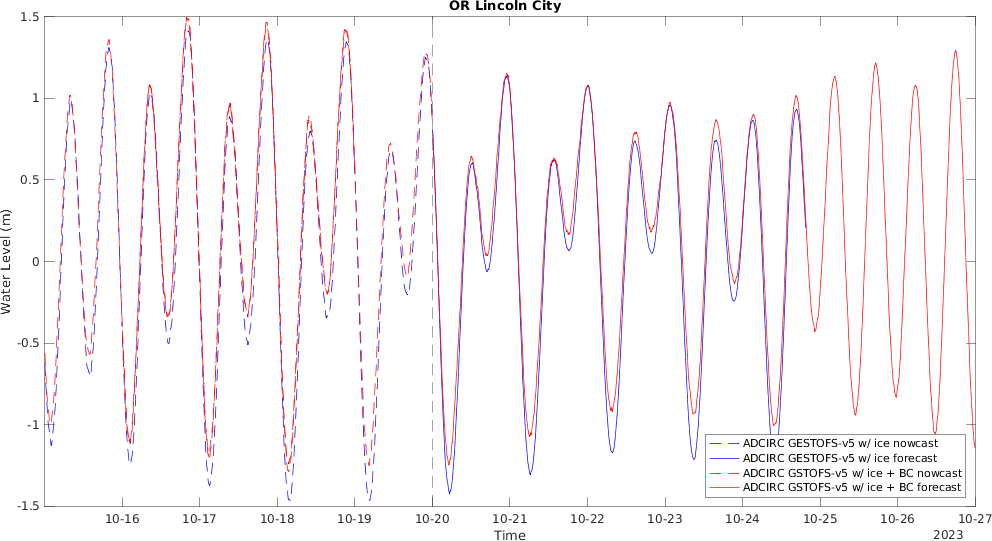 OR Lincoln City
1.5
1
0.5
0
-0.5
-1
-1.5
Water Level (m)
ADCIRC GESTOFS-v5 w/ ice nowcast
ADCIRC GESTOFS-v5 w/ ice forecast
ADCIRC GSTOFS-v5 w/ ice + BC nowcast
ADCIRC GSTOFS-v5 w/ ice + BC forecast
10-16 10-17 10-18 10-19 10-20 10-21 10-22 10-23 10-24 10-25 10-26 10-27
Time
2023